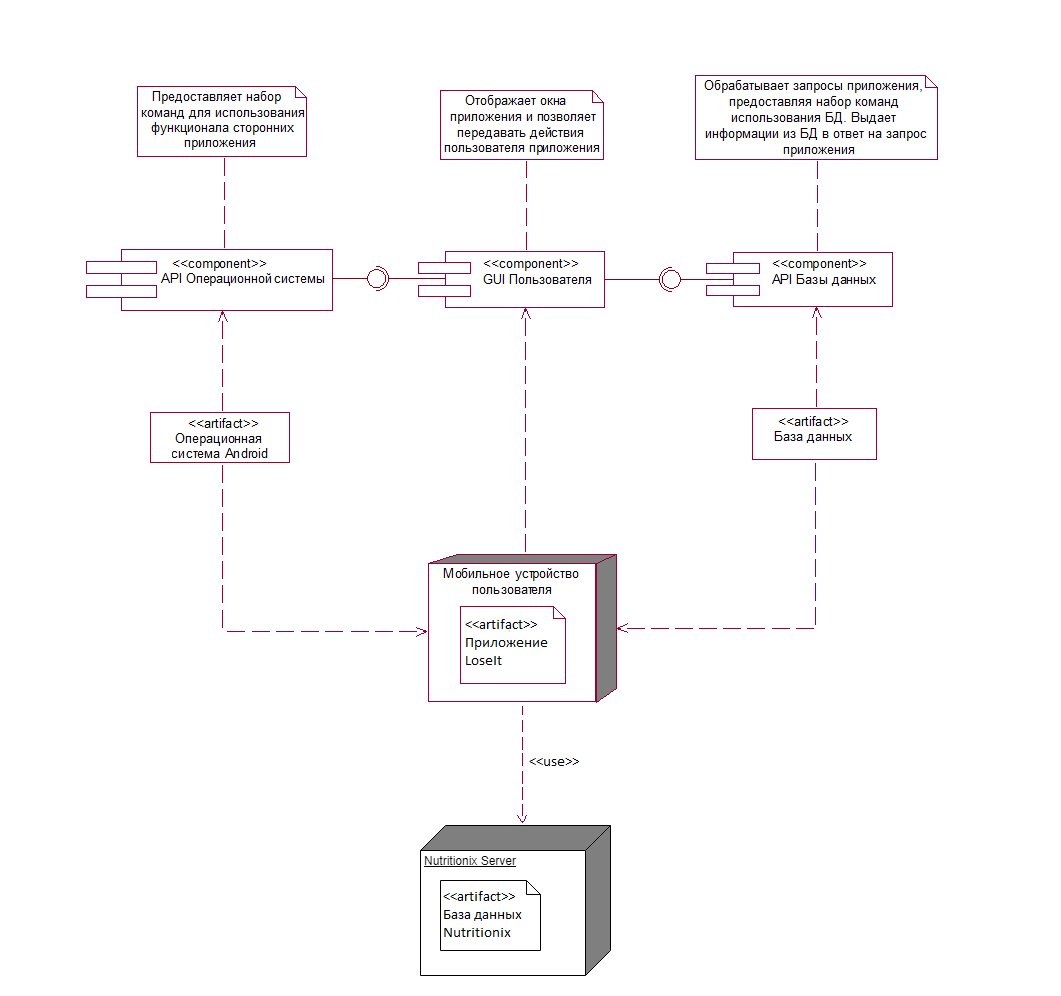 Предоставляет набор
команд для использования
функционала сторонних
приложения
Отображает окна
приложения и позволяет
передавать действия
пользователя приложения
Обрабатывает запросы приложения,
предоставляя набор команд
использования БД. Выдает
информации из БД в ответ на запрос
приложения
<<component>>
API Операционной системы
<<component>>
GUI Пользователя
<<component>>
API Базы данных
<<artifact>>
Операционная
система Android
<<artifact>>
База данных
Мобильное устройство
пользователя
<<artifact>>
Приложение
LoseIt
<<use>>
Nutritionix Server
<<artifact>>
База данных
Nutritionix